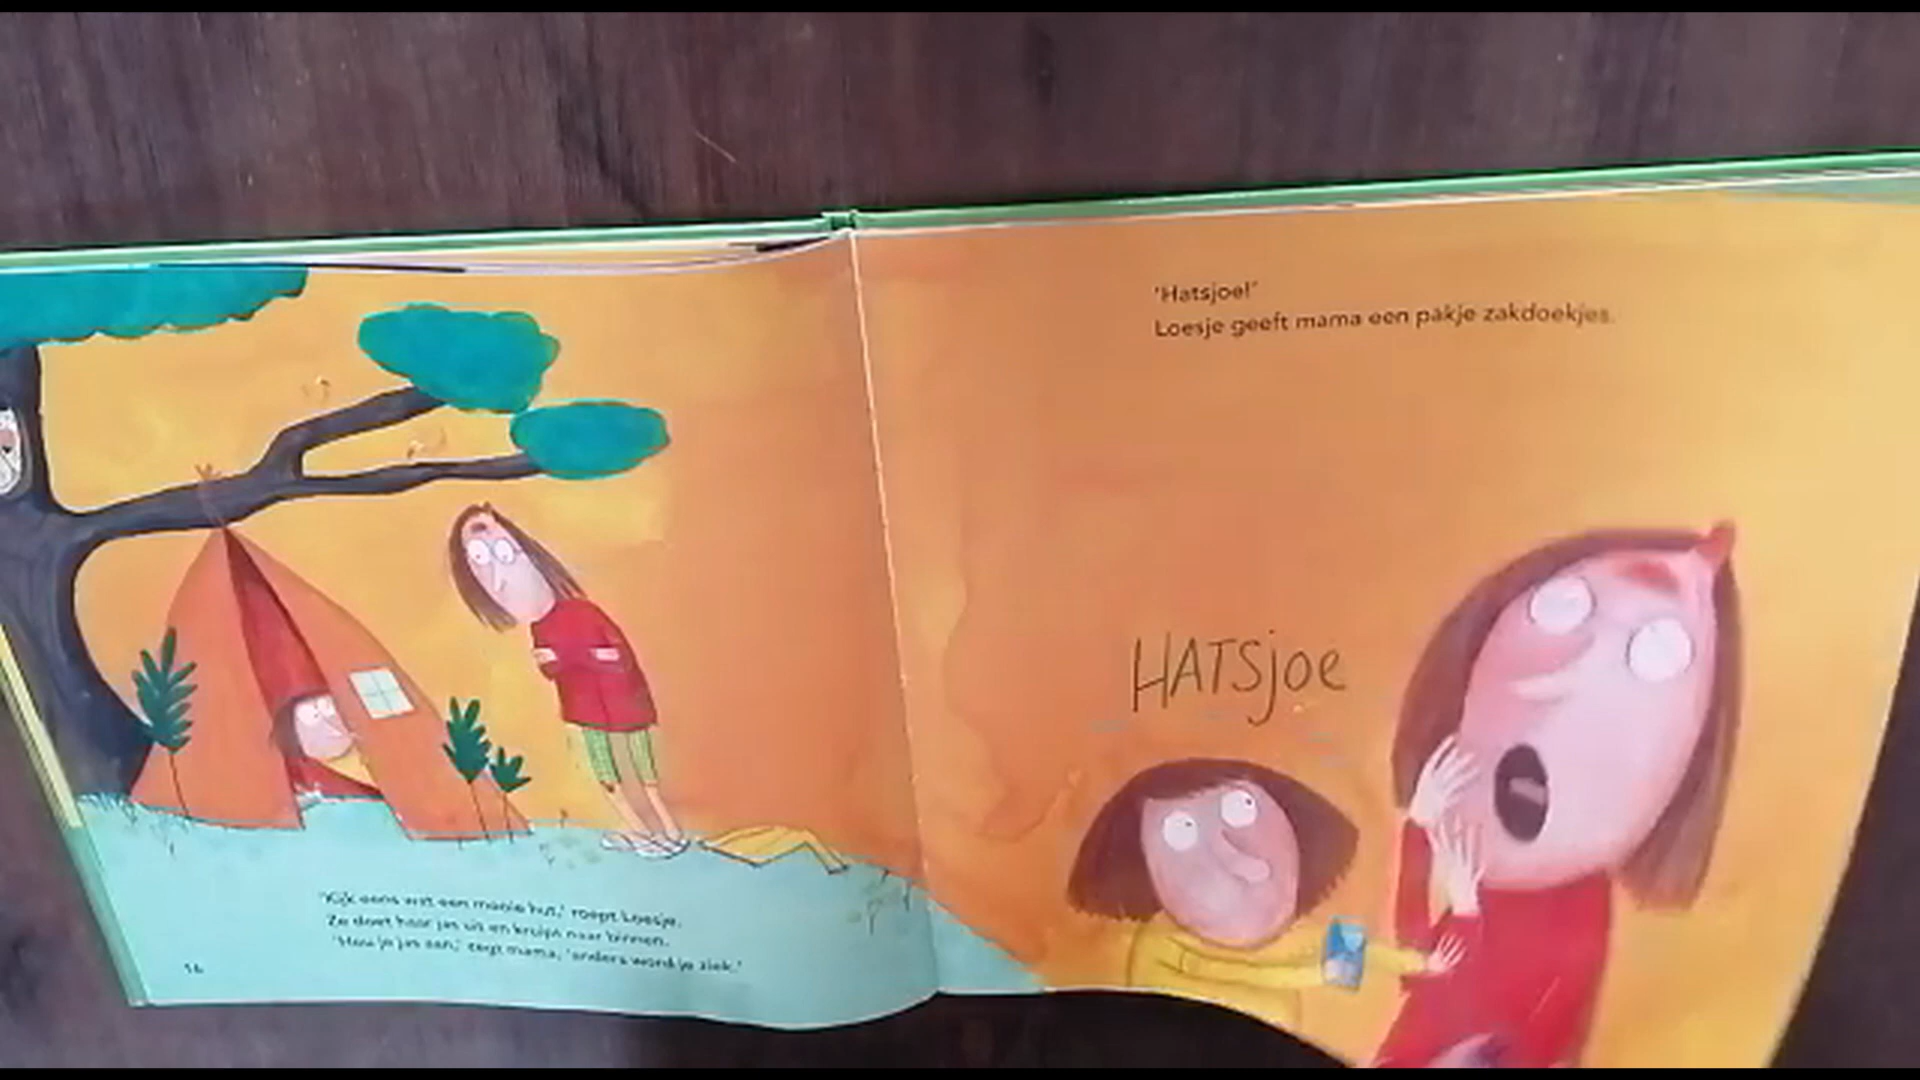 'Kijk eens wat een mooie hut,' roept Loesje.
Ze doet haar jas uit en kruipt naar binnen.
'Hou je jas aan,' zegt mama, 'anders word je ziek.'
16
'Hatsjoe!'
Loesje geeft mama een pakje zakdoekjes.
HATSjoe